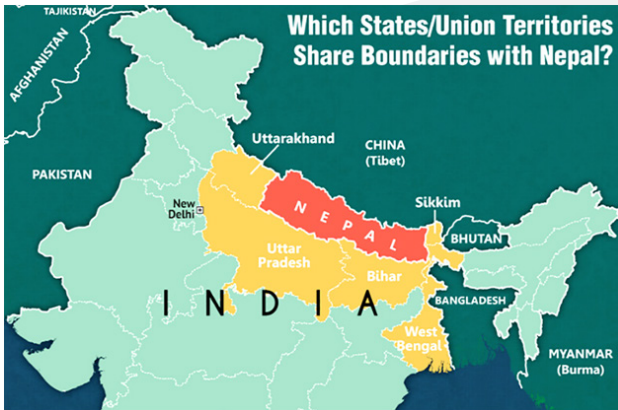 Which States/Union Territories
Share Boundaries with Nepal?
TAJIKISTAN
AFGHANISTAN
PAKISTAN
CHINA
(Tibet)
Uttarakhand
New
Delhi
NEPAL
Sikkim
BHUTAN
Uttar
Pradesh
Bihar
INDIA
BANGLADESH
West
Bengal
MYANMAR
(Burma)